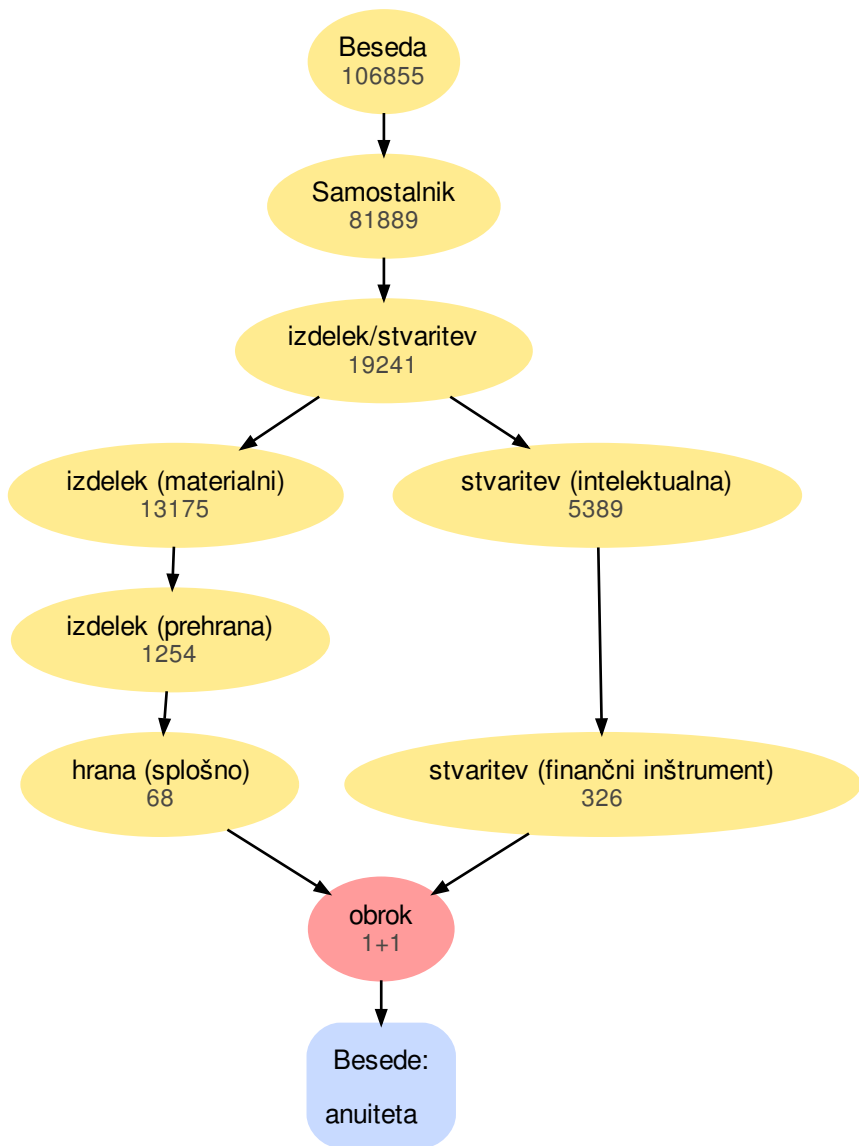 Beseda
106855
Samostalnik
81889
izdelek/stvaritev
19241
izdelek (materialni)
13175
stvaritev (intelektualna)
5389
izdelek (prehrana)
1254
hrana (splošno)
68
stvaritev (finančni inštrument)
326
obrok
1+1
Besede:
anuiteta